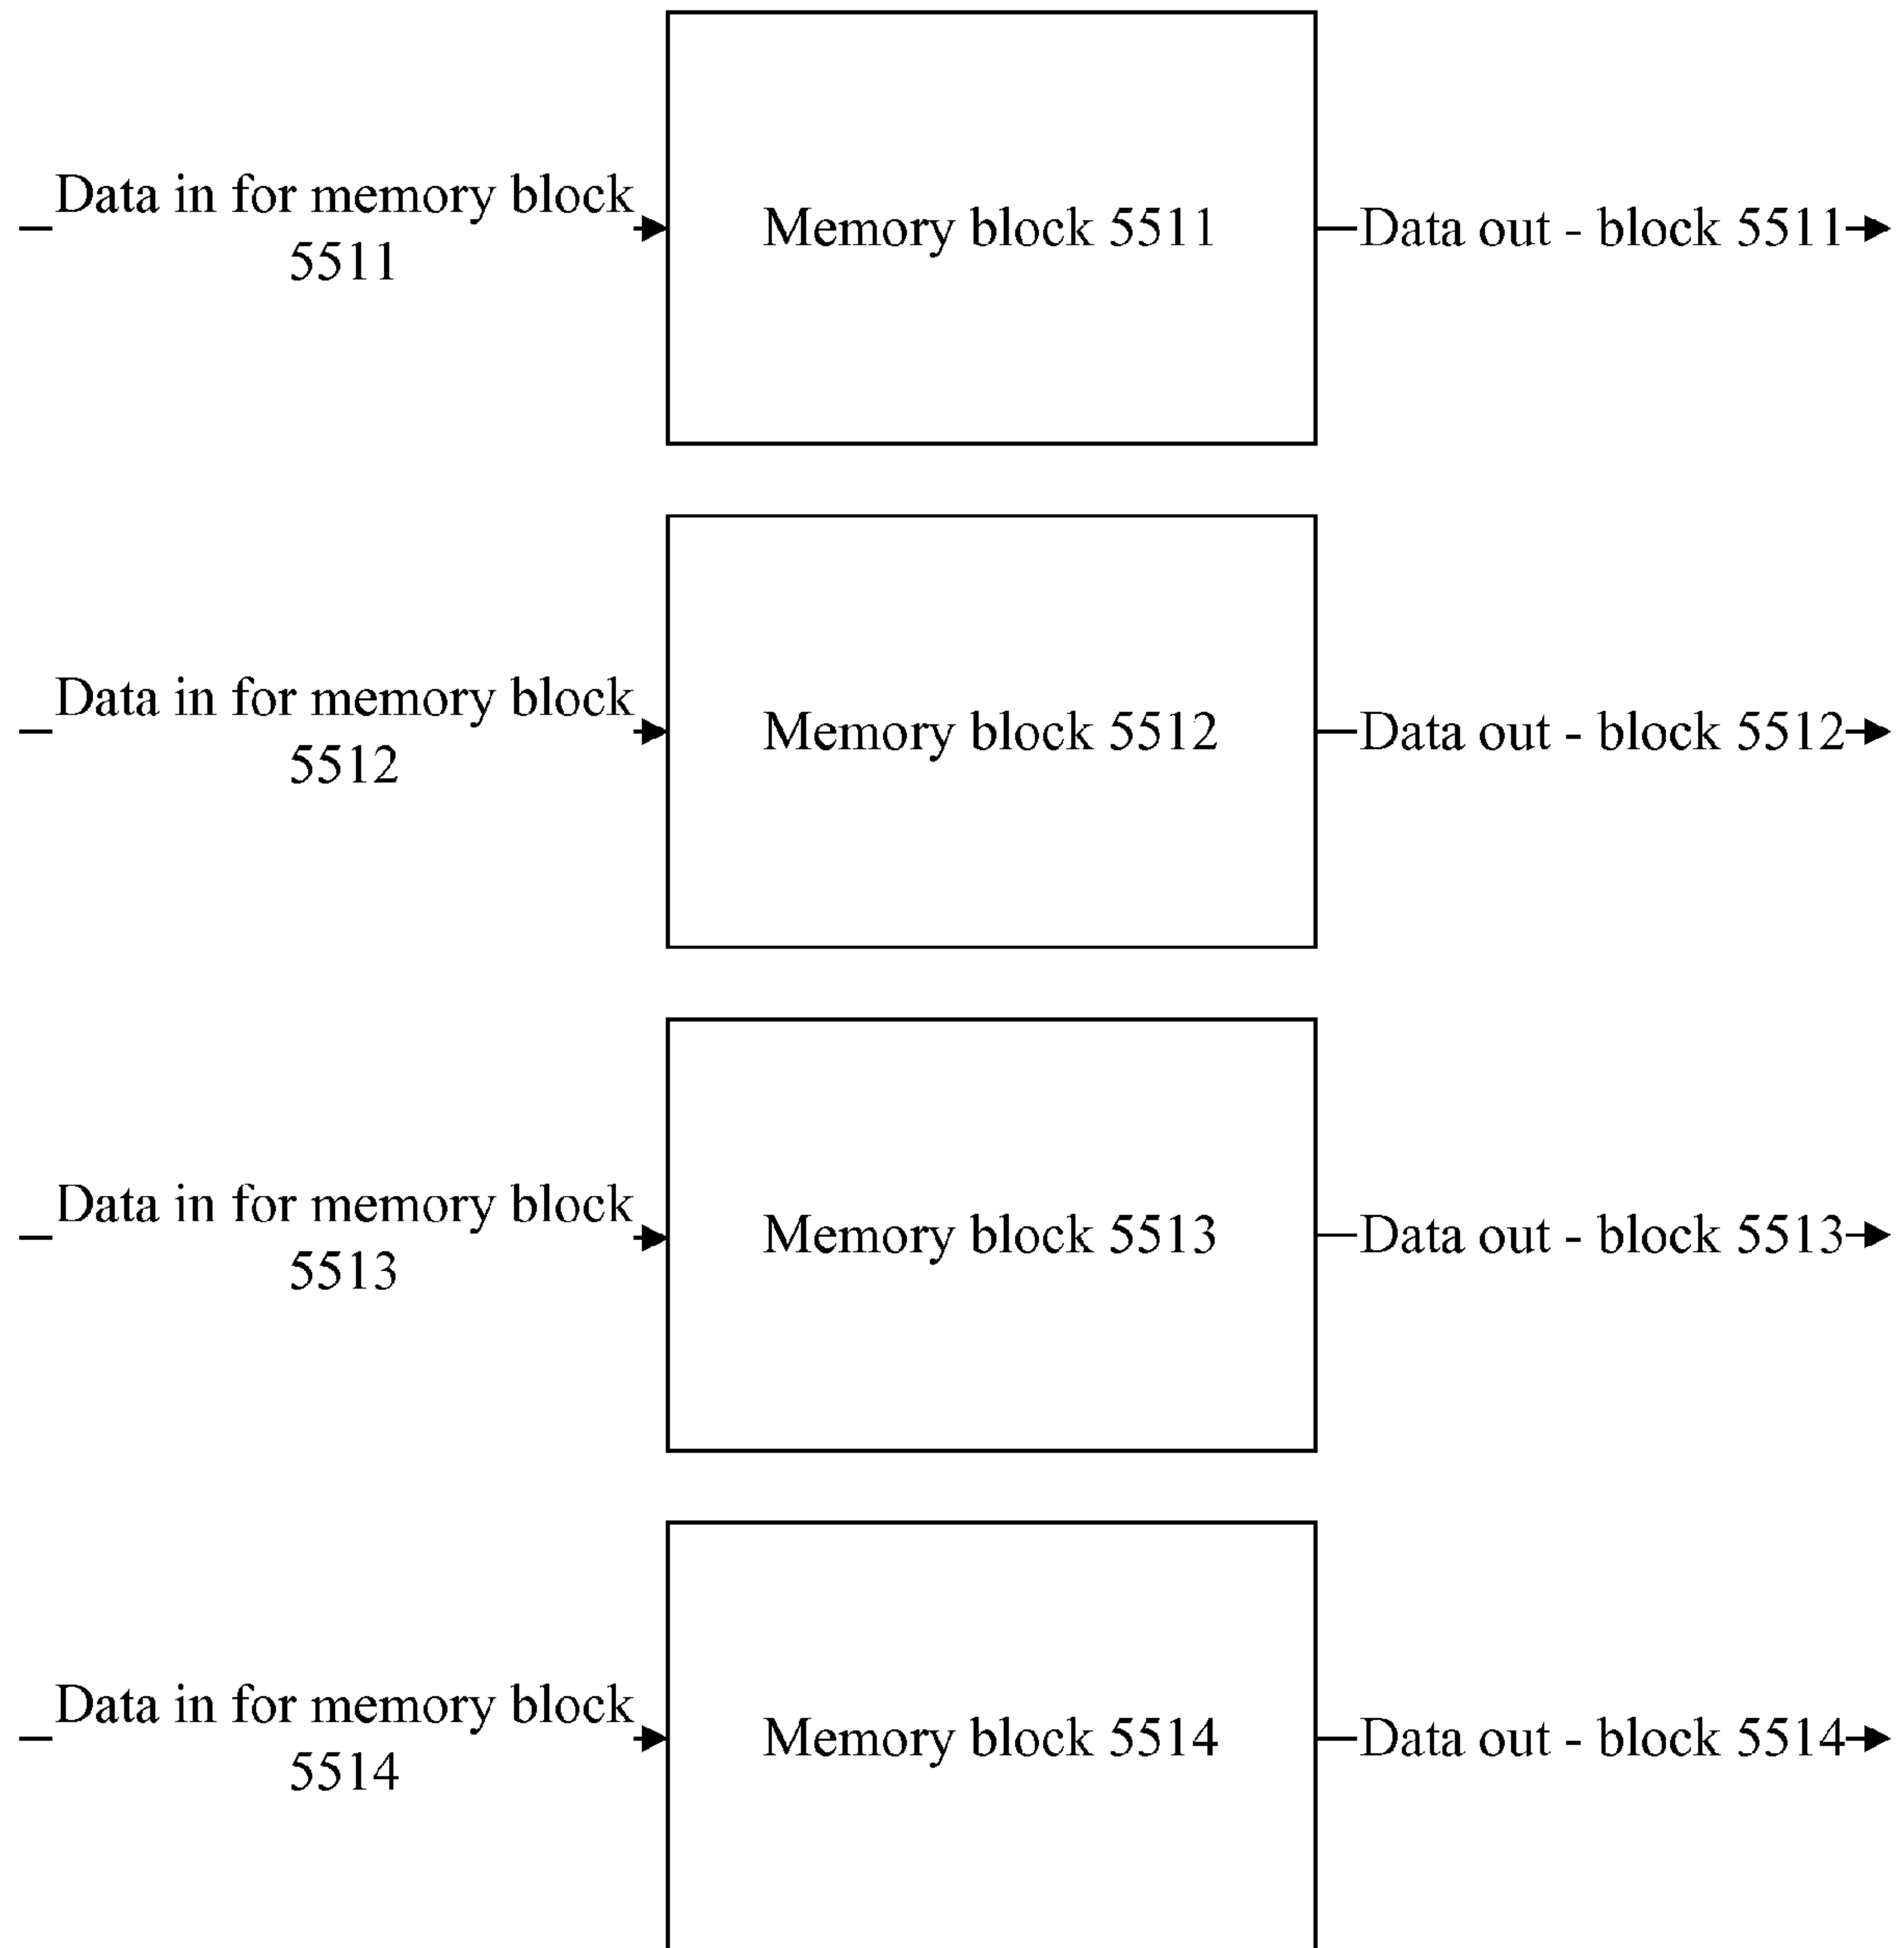 Data in for memory block
5511
Memory block 5511
Data out - block 5511
Data in for memory block
5512
Memory block 5512
Data out - block 5512
Data in for memory block
5513
Memory block 5513
Data out - block 5513
Data in for memory block
5514
Memory block 5514
Data out - block 5514